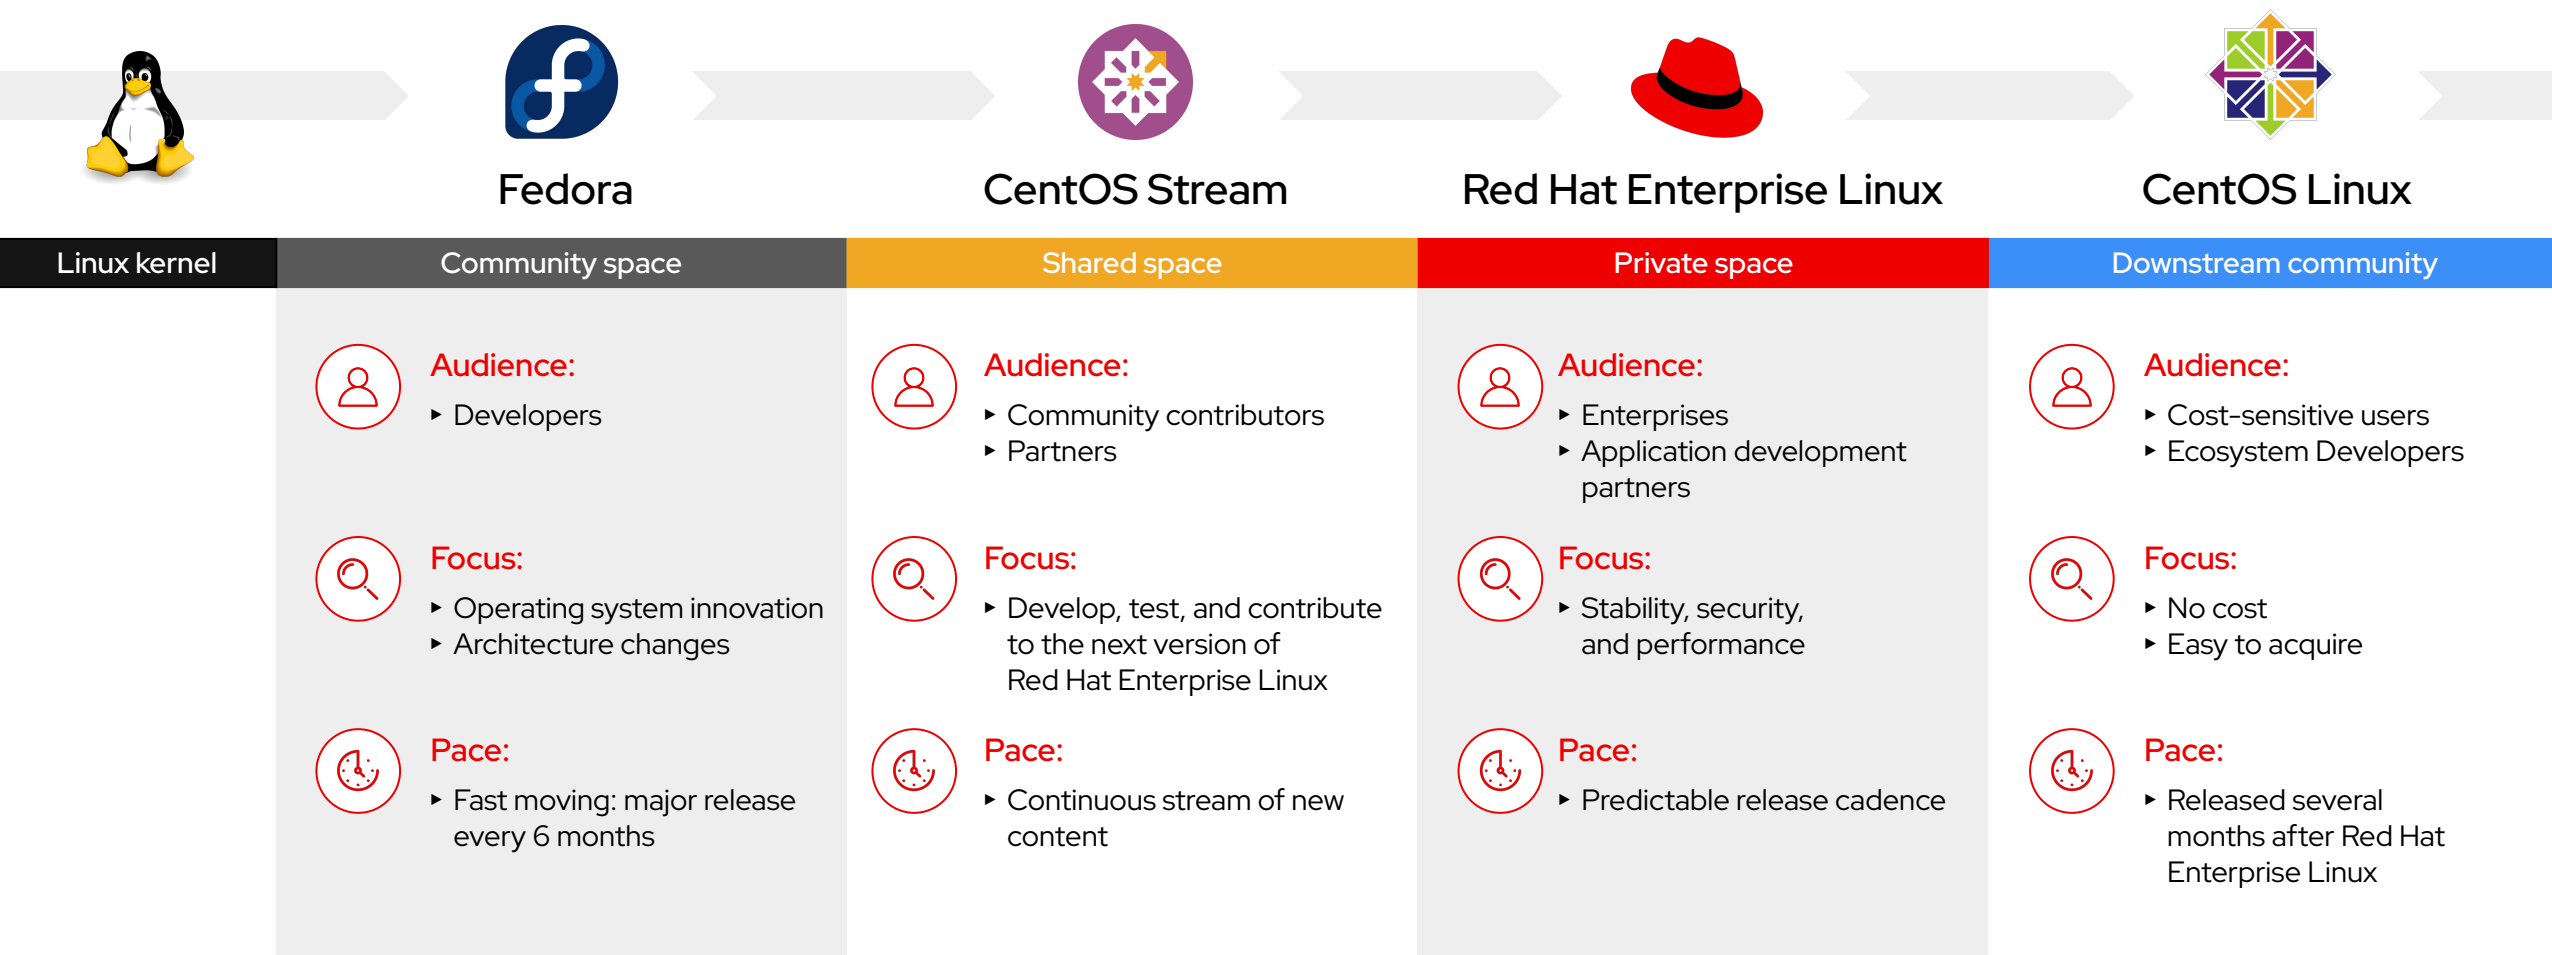 Fedora
CentOS Stream
Red Hat Enterprise Linux
CentOS Linux
Linux kernel
Community space
Shared space
Private space
Downstream community
Audience:
‣ Developers
Focus:
‣ Operating system innovation
‣ Architecture changes
Pace:
‣ Fast moving: major release
every 6 months
Audience:
‣ Community contributors
‣ Partners
Focus:
‣ Develop, test, and contribute
to the next version of
Red Hat Enterprise Linux
Pace:
‣ Continuous stream of new
content
Audience:
‣ Enterprises
‣ Application development
partners
Focus:
‣ Stability, security,
and performance
Pace:
‣ Predictable release cadence
Audience:
‣ Cost-sensitive users
‣ Ecosystem Developers
Focus:
‣ No cost
‣ Easy to acquire
Pace:
‣ Released several
months after Red Hat
Enterprise Linux